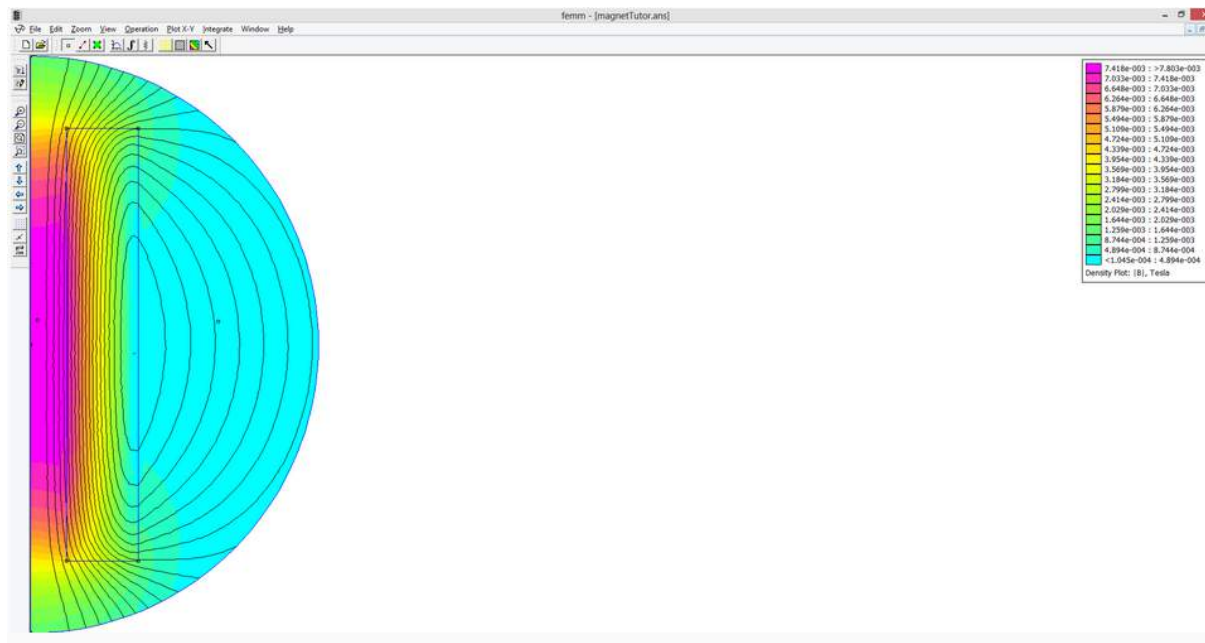 femm - [magnetTutor.ans]
File Edit Zoom View Operation Plot X-Y Integrate Window Help
7.418e-003 : >7.803e-003
7.033e-003 : 7.418e-003
6.648e-003 : 7.033e-003
6.264e-003 : 6.648e-003
5.879e-003 : 6.264e-003
5.494e-003 : 5.879e-003
5.109e-003 : 5.494e-003
4.724e-003 : 5.109e-003
4.339e-003 : 4.724e-003
3.954e-003 : 4.339e-003
3.569e-003 : 3.954e-003
3.184e-003 : 3.569e-003
2.799e-003 : 3.184e-003
2.414e-003 : 2.799e-003
2.029e-003 : 2.414e-003
1.644e-003 : 2.029e-003
1.259e-003 : 1.644e-003
8.744e-004 : 1.259e-003
4.894e-004 : 8.744e-004
<1.045e-004 : 4.894e-004
Density Plot: |B|, Tesla